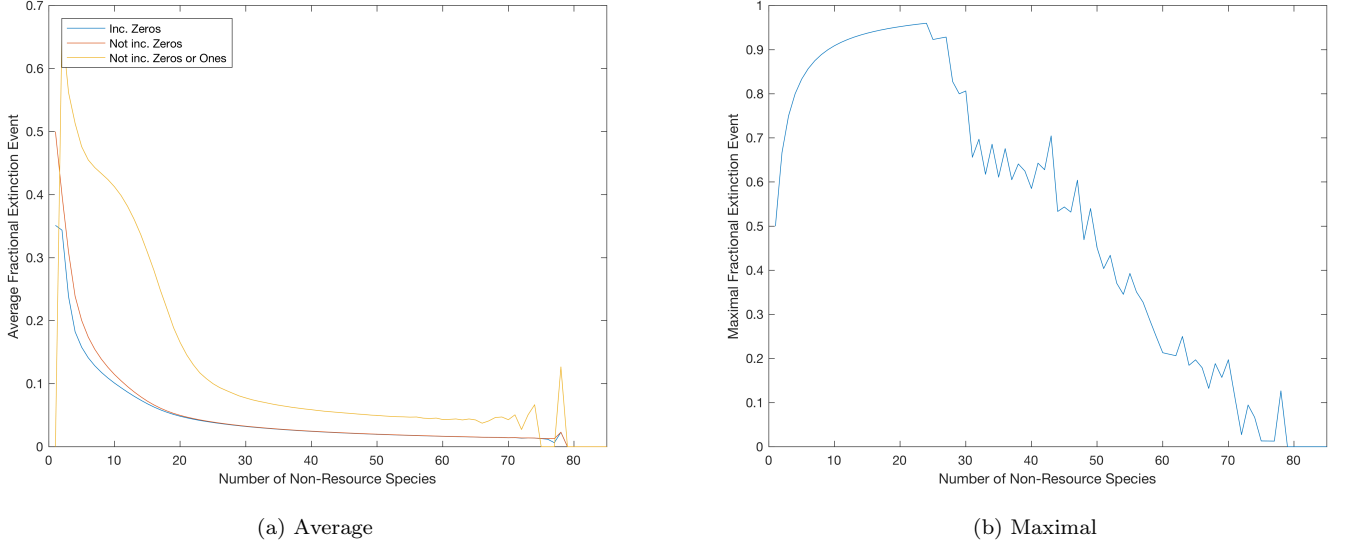 0.7
0.6
0.5
0.4
0.3
0.2
0.1
0
Average Fractional Extinction Event
Inc. Zeros
Not inc. Zeros
Not inc. Zeros or Ones
0 10 20 30 40 50 60 70 80
Number of Non-Resource Species
(a) Average
1
0.9
0.8
0.7
0.6
0.5
0.4
0.3
0.2
0.1
0
Maximal Fractional Extinction Event
0 10 20 30 40 50 60 70 80
Number of Non-Resource Species
(b) Maximal